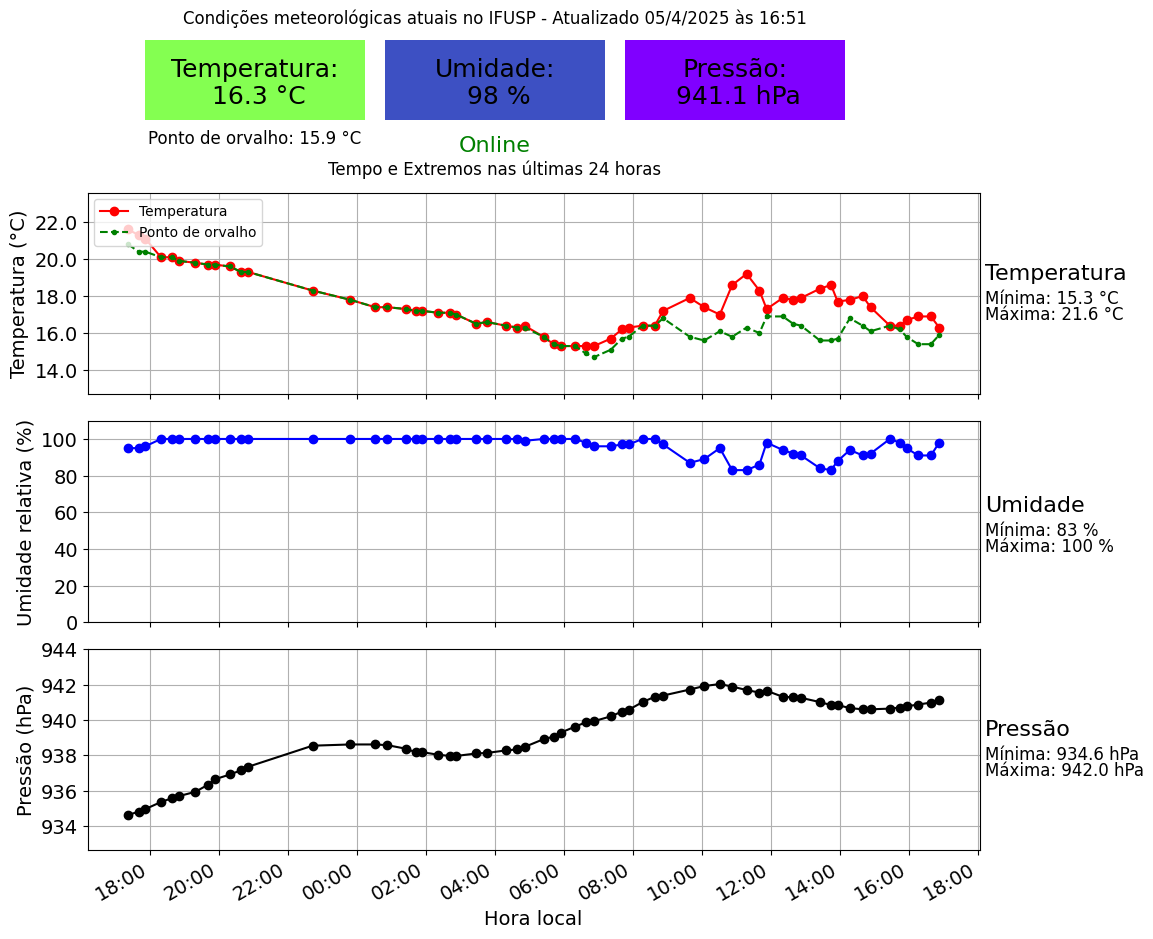 Condições meteorológicas atuais no IFUSP - Atualizado 05/4/2025 às 16:51
Temperatura:
16.3 °C
Umidade:
98 %
Pressão:
941.1 hPa
Ponto de orvalho: 15.9 °C
Online
Tempo e Extremos nas últimas 24 horas
Temperatura (°C)
22.0
20.0
18.0
16.0
14.0
Temperatura
Ponto de orvalho
Temperatura
Mínima: 15.3 °C
Máxima: 21.6 °C
Umidade relativa (%)
100
80
60
40
20
0
Umidade
Mínima: 83 %
Máxima: 100 %
Pressão (hPa)
944
942
940
938
936
934
Pressão
Mínima: 934.6 hPa
Máxima: 942.0 hPa
18:00 20:00 22:00 00:00 02:00 04:00 06:00 08:00 10:00 12:00 14:00 16:00 18:00
Hora local